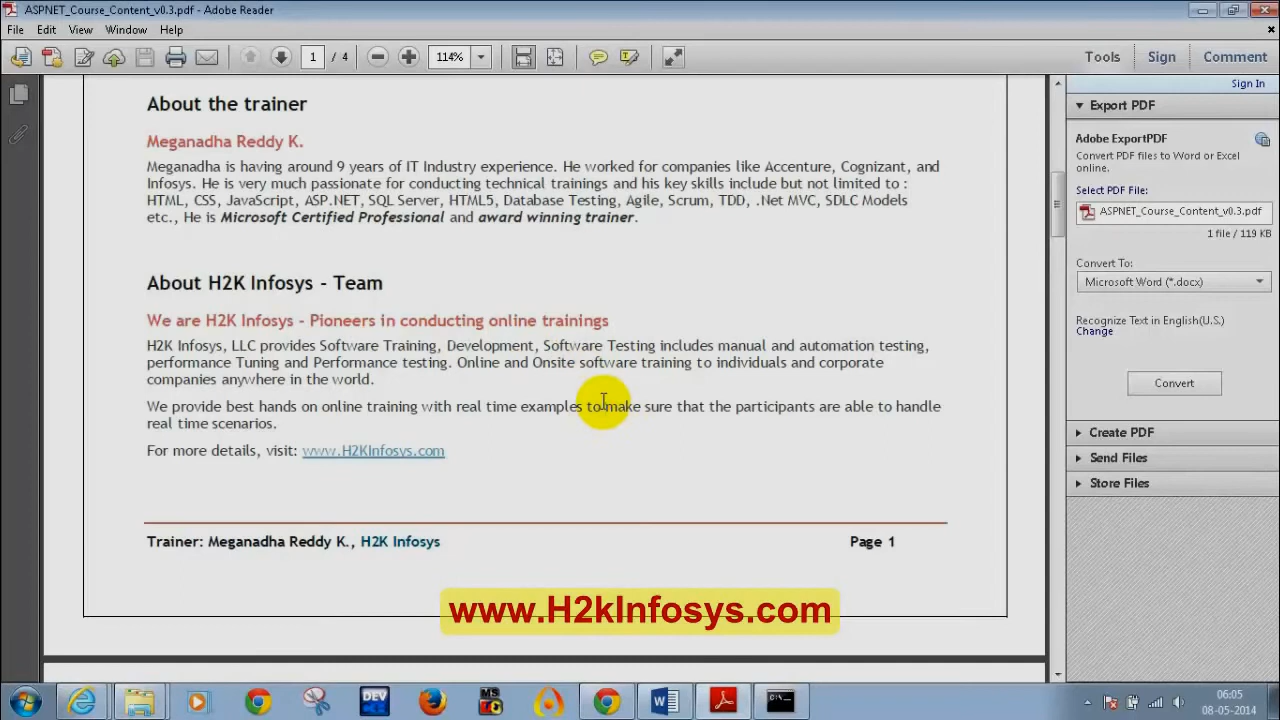 ASPNET_Course_Content_v0.3.pdf - Adobe Reader
File Edit View Window Help
1 / 4 114% Tools Sign Comment
Sign In
About the trainer
Meganadha Reddy K.
Meganadha is having around 9 years of IT Industry experience. He worked for companies like Accenture, Cognizant, and
Infosys. He is very much passionate for conducting technical trainings and his key skills include but not limited to :
HTML, CSS, JavaScript, ASP.NET, SQL Server, HTML5, Database Testing, Agile, Scrum, TDD, .Net MVC, SDLC Models
etc., He is Microsoft Certified Professional and award winning trainer.
About H2K Infosys - Team
We are H2K Infosys - Pioneers in conducting online trainings
H2K Infosys, LLC provides Software Training, Development, Software Testing includes manual and automation testing,
performance Tuning and Performance testing. Online and Onsite software training to individuals and corporate
companies anywhere in the world.
We provide best hands on online training with real time examples to make sure that the participants are able to handle
real time scenarios.
For more details, visit: www.H2KInfosys.com
Trainer: Meganadha Reddy K., H2K Infosys Page 1
www.H2kInfosys.com
Export PDF
Adobe ExportPDF
Convert PDF files to Word or Excel
online.
Select PDF File:
ASPNET_Course_Content_v0.3.pdf
1 file / 119 KB
Convert To:
Microsoft Word (*.docx)
Recognize Text in English(U.S.)
Change
Convert
Create PDF
Send Files
Store Files
DEV
MS
06:05
08-05-2014